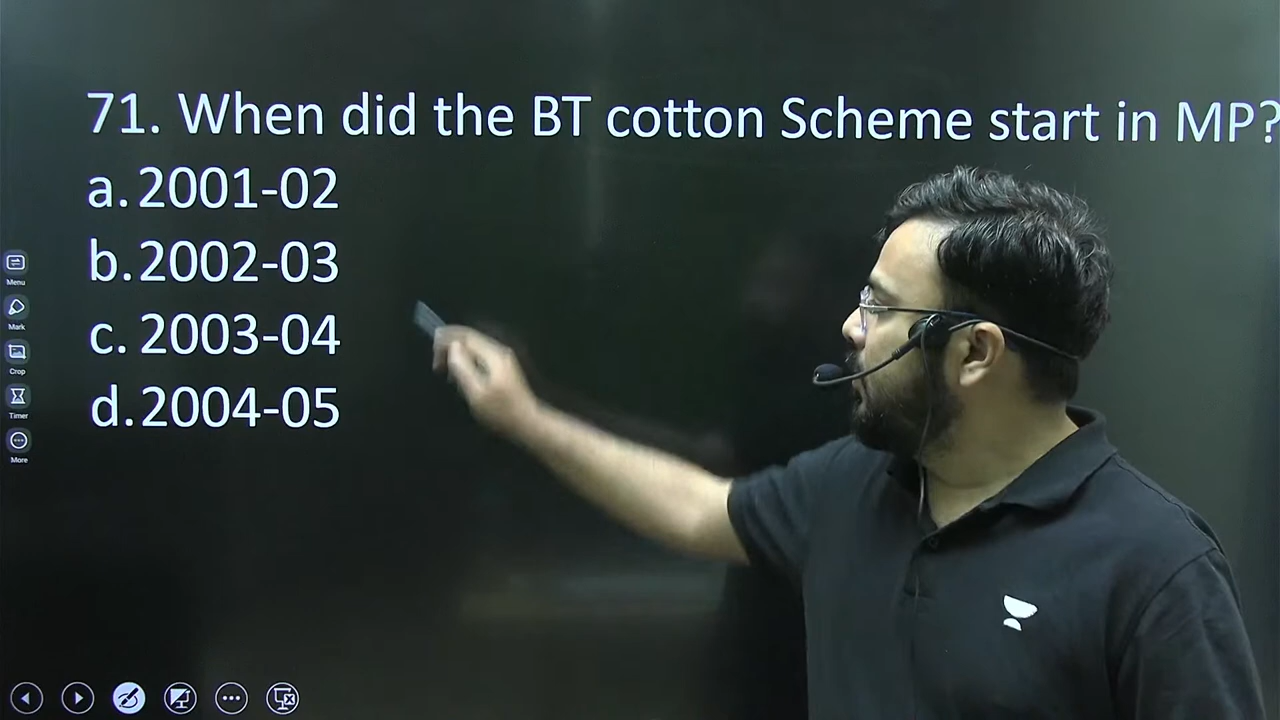 71. When did the BT cotton Scheme start in MP?
a. 2001-02
b. 2002-03
c. 2003-04
d. 2004-05
Menu
Mark
Crop
Timer
More